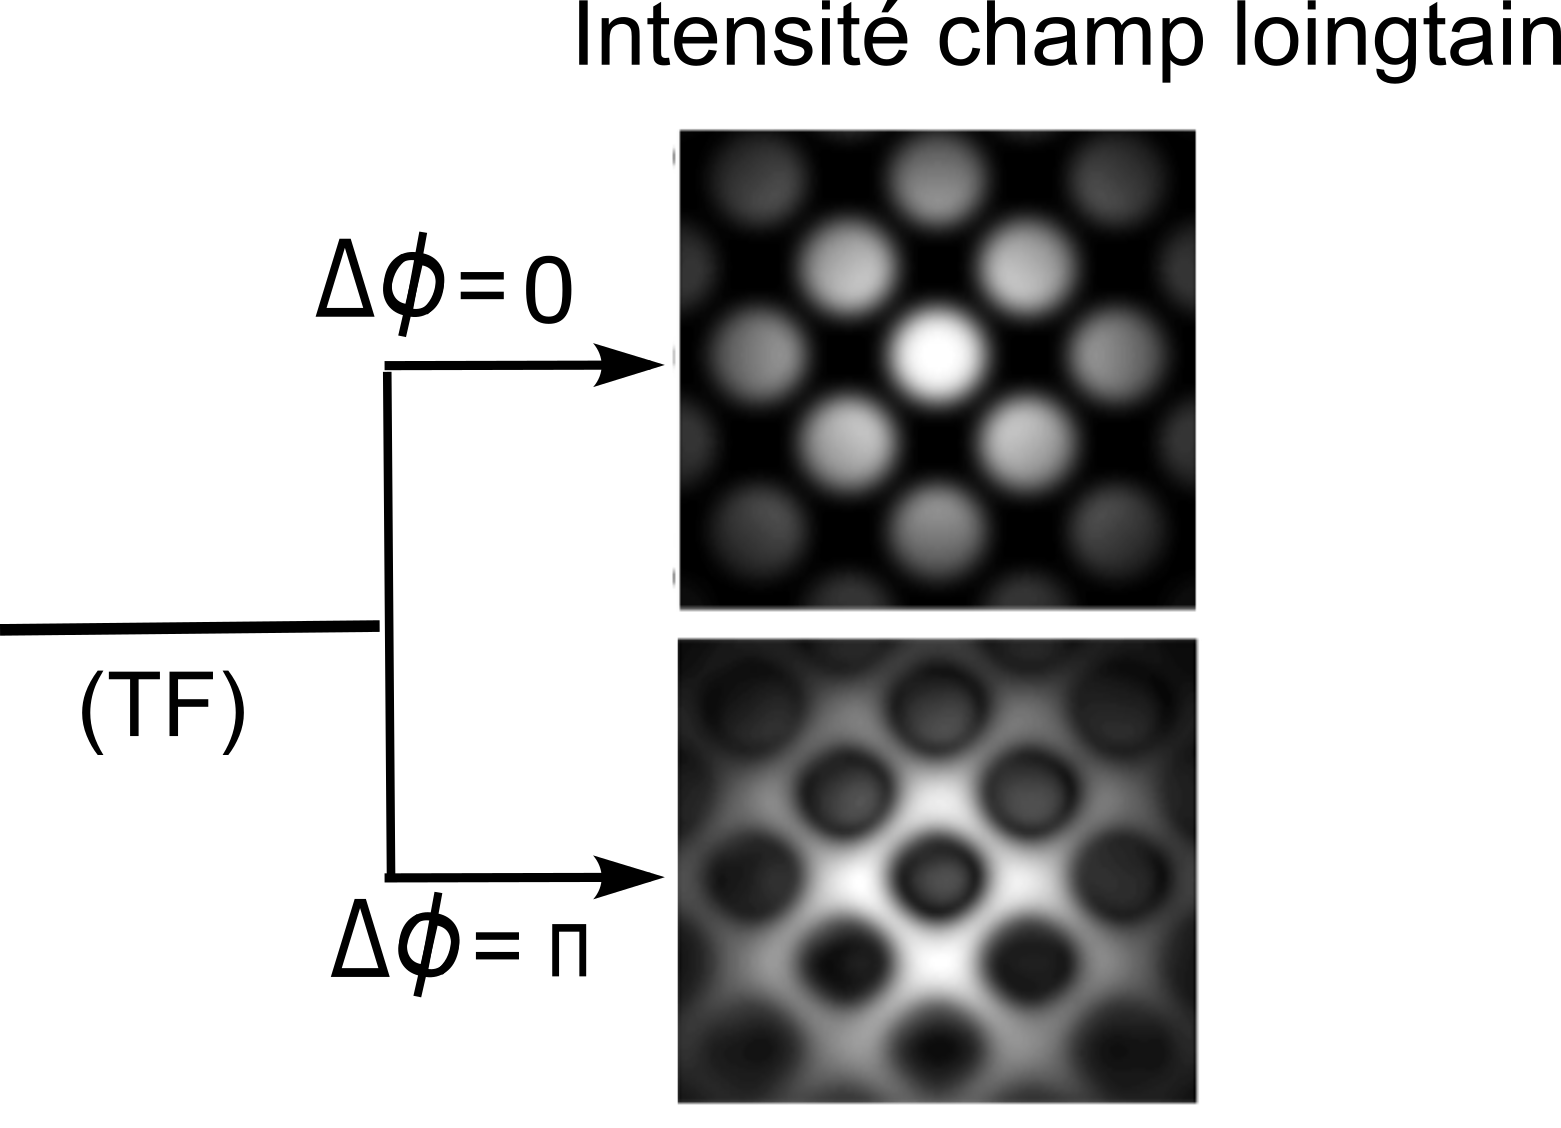 Intensité champ loingtain
Δϕ = 0
(TF)
Δϕ = п